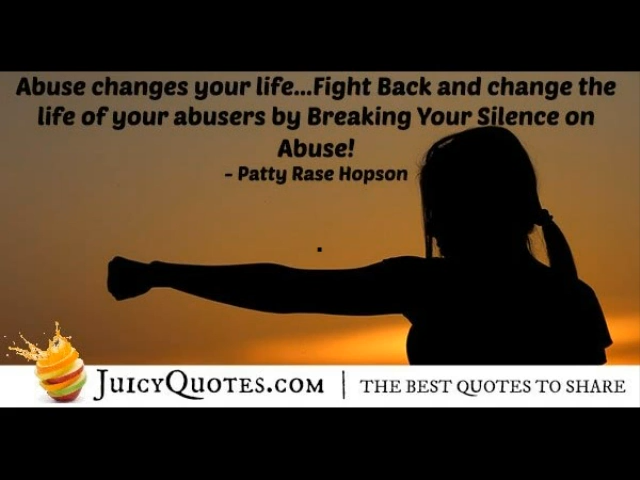 Abuse changes your life...Fight Back and change the
life of your abusers by Breaking Your Silence on
Abuse!
- Patty Rase Hopson
JuicyQuotes.com | The best quotes to share